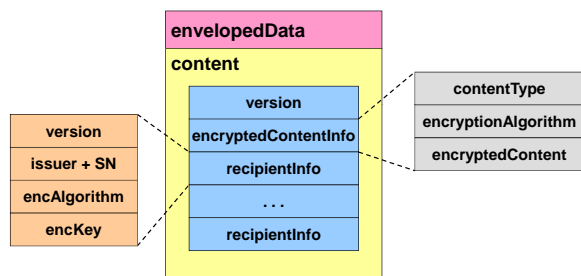 envelopedData
content
version
encryptedContentInfo
recipientInfo
. . .
recipientInfo
version
issuer + SN
encAlgorithm
encKey
contentType
encryptionAlgorithm
encryptedContent